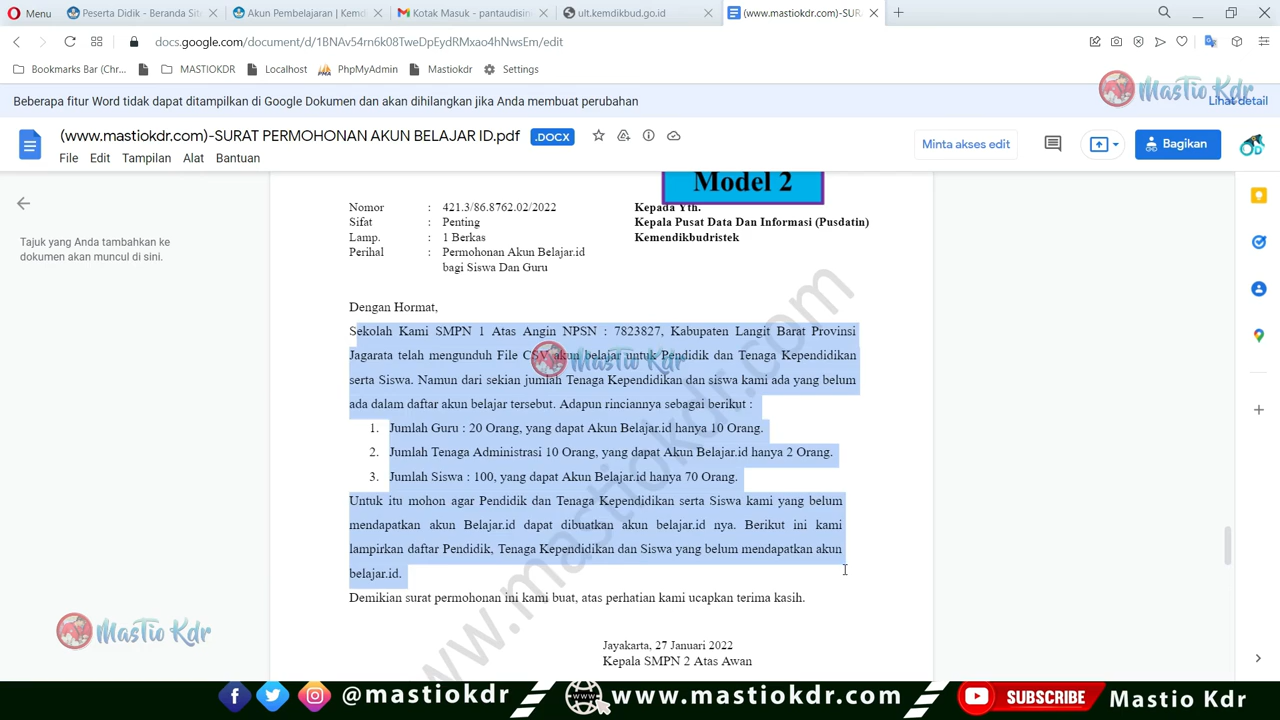 Menu
Peserta Didik - Beranda Sit
Akun Pembelajaran | Kemd
Kotak Masuk - pantaudisin
ult.kemdikbud.go.id
(www.mastiokdr.com)-SURA
docs.google.com/document/d/1BNAv54rn6k08TweDpEydRMxao4hNwsEm/edit
Bookmarks Bar (Chr...
MASTIOKDR
Localhost
PhpMyAdmin
Mastiokdr
Settings
MasTio Kdr
Beberapa fitur Word tidak dapat ditampilkan di Google Dokumen dan akan dihilangkan jika Anda membuat perubahan
Lihat detail
(www.mastiokdr.com)-SURAT PERMOHONAN AKUN BELAJAR ID.pdf
.DOCX
Minta akses edit
Bagikan
File Edit Tampilan Alat Bantuan
Model 2
Tajuk yang Anda tambahkan ke
dokumen akan muncul di sini.
Nomor : 421.3/86.8762.02/2022
Sifat : Penting
Lamp. : 1 Berkas
Perihal : Permohonan Akun Belajar.id
bagi Siswa Dan Guru
Kepada Yth.
Kepala Pusat Data Dan Informasi (Pusdatin)
Kemendikbudristek
Dengan Hormat,
Sekolah Kami SMPN 1 Atas Angin NPSN : 7823827, Kabupaten Langit Barat Provinsi
Jagarata telah mengunduh File CSV akun belajar untuk Pendidik dan Tenaga Kependidikan
serta Siswa. Namun dari sekian jumlah Tenaga Kependidikan dan siswa kami ada yang belum
ada dalam daftar akun belajar tersebut. Adapun rinciannya sebagai berikut :
1. Jumlah Guru : 20 Orang, yang dapat Akun Belajar.id hanya 10 Orang.
2. Jumlah Tenaga Administrasi 10 Orang, yang dapat Akun Belajar.id hanya 2 Orang.
3. Jumlah Siswa : 100, yang dapat Akun Belajar.id hanya 70 Orang.
Untuk itu mohon agar Pendidik dan Tenaga Kependidikan serta Siswa kami yang belum
mendapatkan akun Belajar.id dapat dibuatkan akun belajar.id nya. Berikut ini kami
lampirkan daftar Pendidik, Tenaga Kependidikan dan Siswa yang belum mendapatkan akun
belajar.id.
Demikian surat permohonan ini kami buat, atas perhatian kami ucapkan terima kasih.
Jayakarta, 27 Januari 2022
Kepala SMPN 2 Atas Awan
www.mastiokdr.com
MasTio Kdr
MasTio Kdr
@mastiokdr
www.mastiokdr.com
SUBSCRIBE
Mastio Kdr